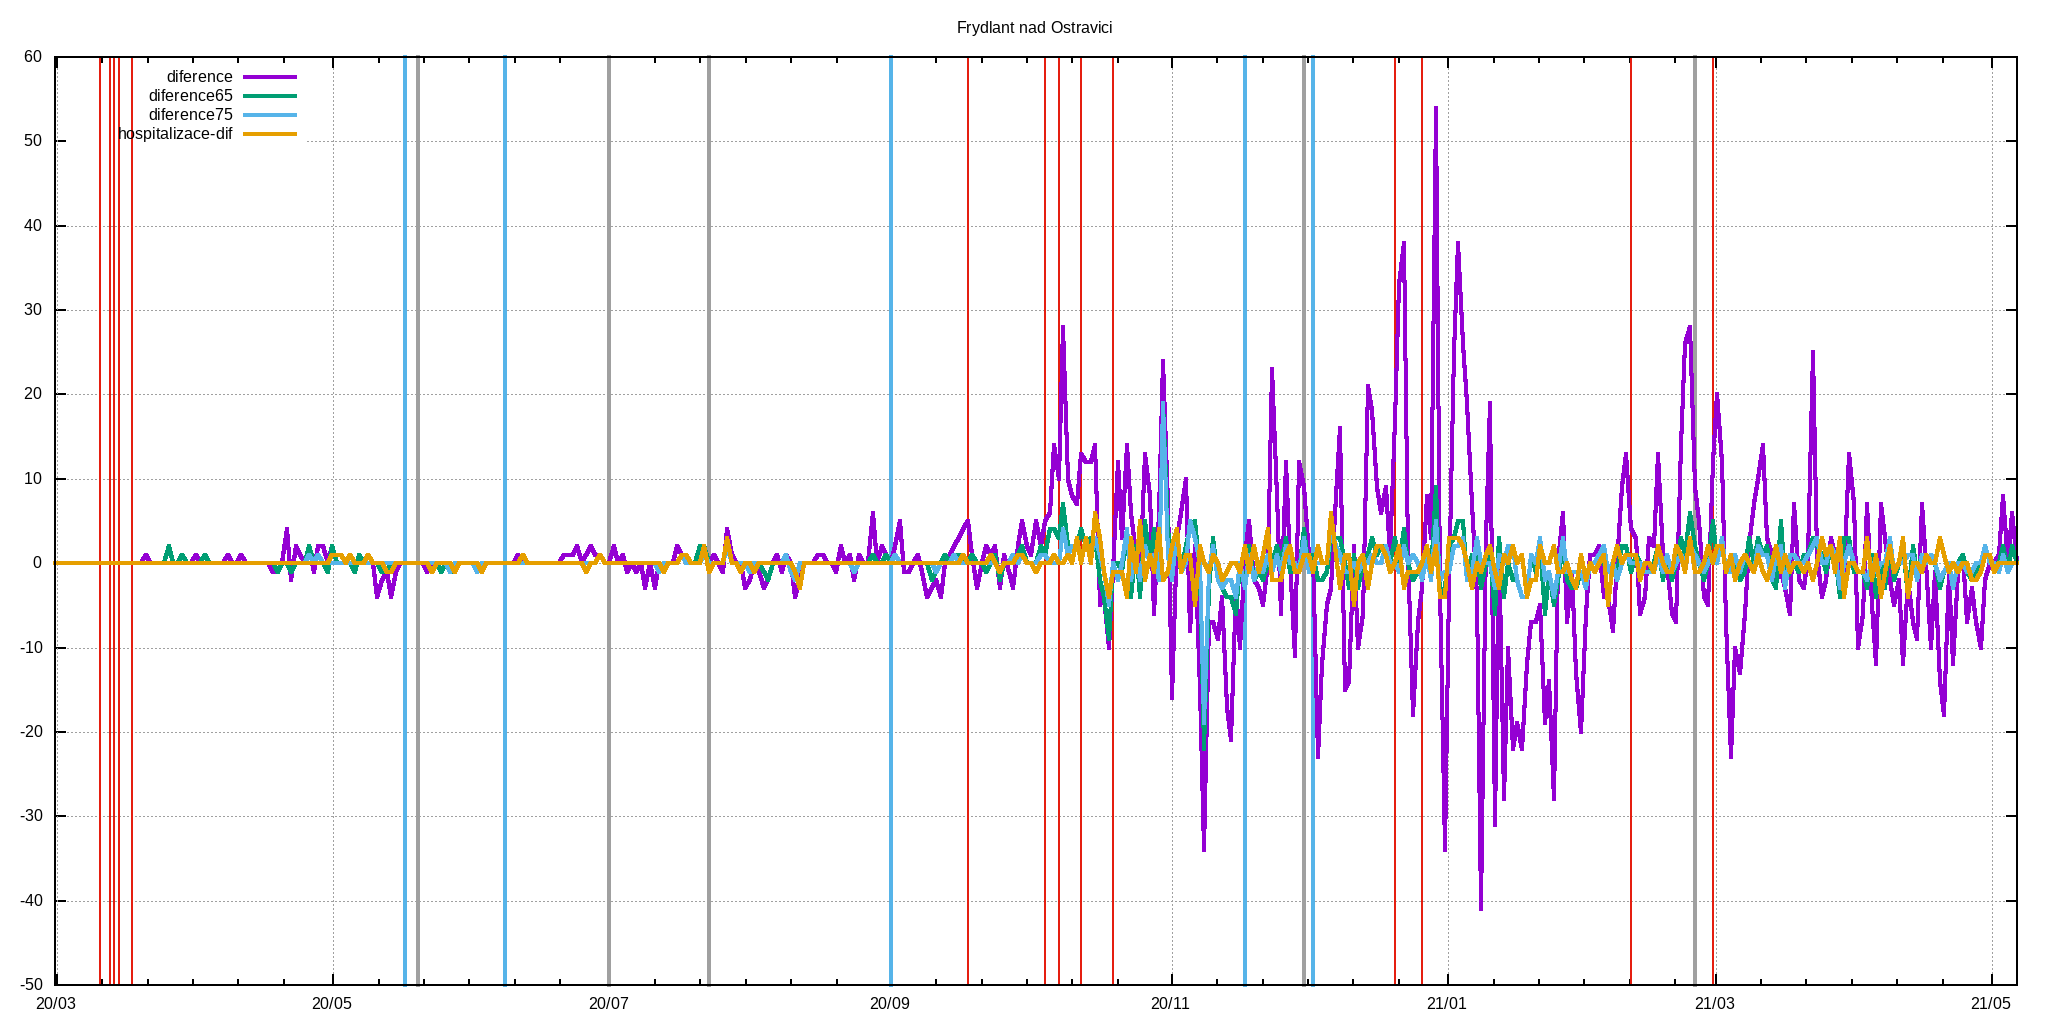 Frydlant nad Ostravici
60
50
40
30
20
10
0
-10
-20
-30
-40
-50
diference
diference65
diference75
hospitalizace-dif
20/03 20/05 20/07 20/09 20/11 21/01 21/03 21/05